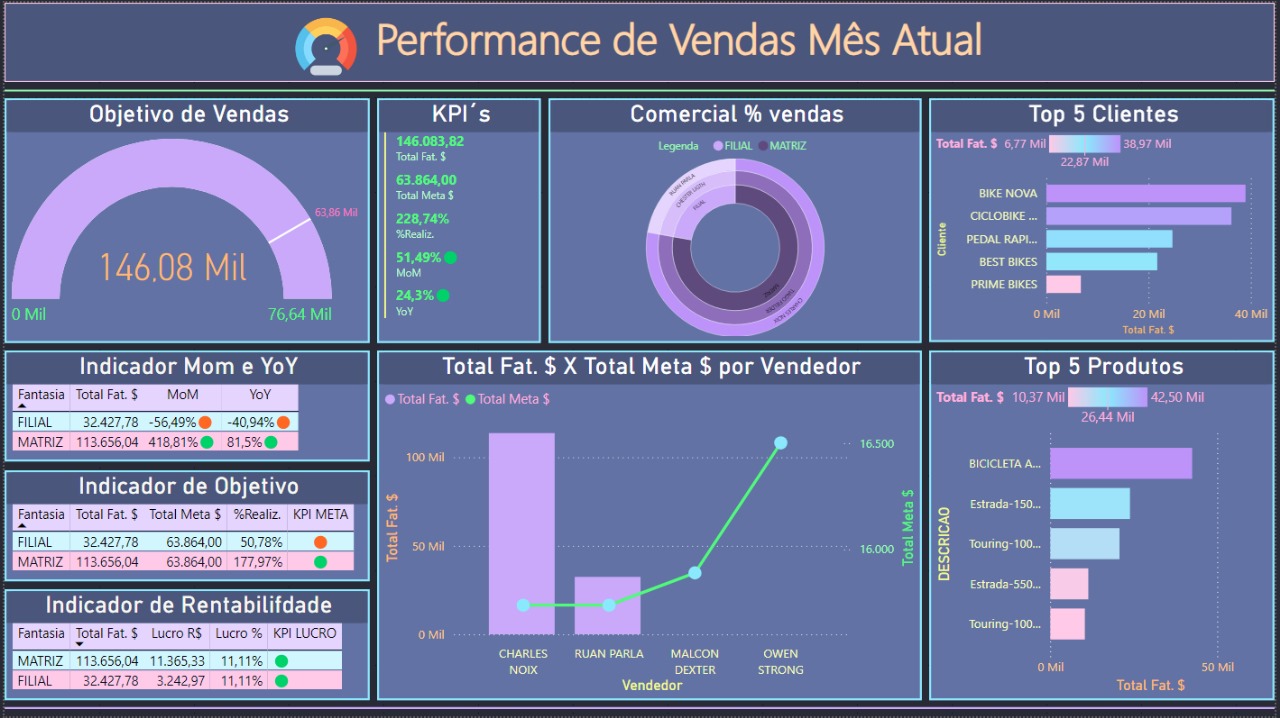 Performance de Vendas Mês Atual
Objetivo de Vendas
63,86 Mil
146,08 Mil
0 Mil
76,64 Mil
KPI´s
146.083,82
Total Fat. $
63.864,00
Total Meta $
228,74%
%Realiz.
51,49%
MoM
24,3%
YoY
Comercial % vendas
Legenda FILIAL MATRIZ
RUAN PARLA
FILIAL
MATRIZ
CHARLES NOIX
Top 5 Clientes
Total Fat. $ 6,77 Mil 38,97 Mil
22,87 Mil
Cliente
BIKE NOVA
CICLOBIKE ...
PEDAL RAPI...
BEST BIKES
PRIME BIKES
0 Mil 20 Mil 40 Mil
Total Fat. $
Indicador Mom e YoY
Fantasia Total Fat. $ MoM YoY
FILIAL 32.427,78 -56,49% -40,94%
MATRIZ 113.656,04 418,81% 81,5%
Indicador de Objetivo
Fantasia Total Fat. $ Total Meta $ %Realiz. KPI META
FILIAL 32.427,78 63.864,00 50,78%
MATRIZ 113.656,04 63.864,00 177,97%
Indicador de Rentabilifdade
Fantasia Total Fat. $ Lucro R$ Lucro % KPI LUCRO
MATRIZ 113.656,04 11.365,33 11,11%
FILIAL 32.427,78 3.242,97 11,11%
Total Fat. $ X Total Meta $ por Vendedor
Total Fat. $ Total Meta $
Total Fat. $
100 Mil
50 Mil
0 Mil
16.500
16.000
Total Meta $
CHARLES
NOIX
RUAN PARLA
MALCON
DEXTER
OWEN
STRONG
Vendedor
Top 5 Produtos
Total Fat. $ 10,37 Mil 42,50 Mil
26,44 Mil
DESCRICAO
BICICLETA A...
Estrada-150...
Touring-100...
Estrada-550...
Touring-100...
0 Mil 50 Mil
Total Fat. $